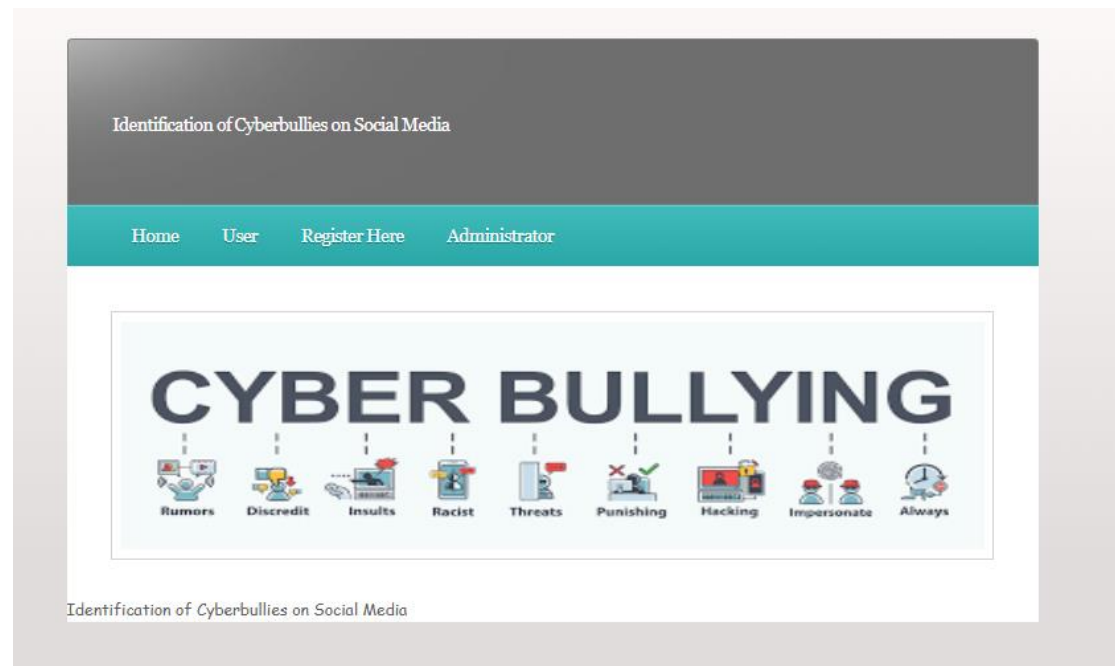 Identification of Cyberbullies on Social Media
Home User Register Here Administrator
CYBER BULLYING
Rumors Discredit Insults Racist Threats Punishing Hacking Impersonate Always
Identification of Cyberbullies on Social Media